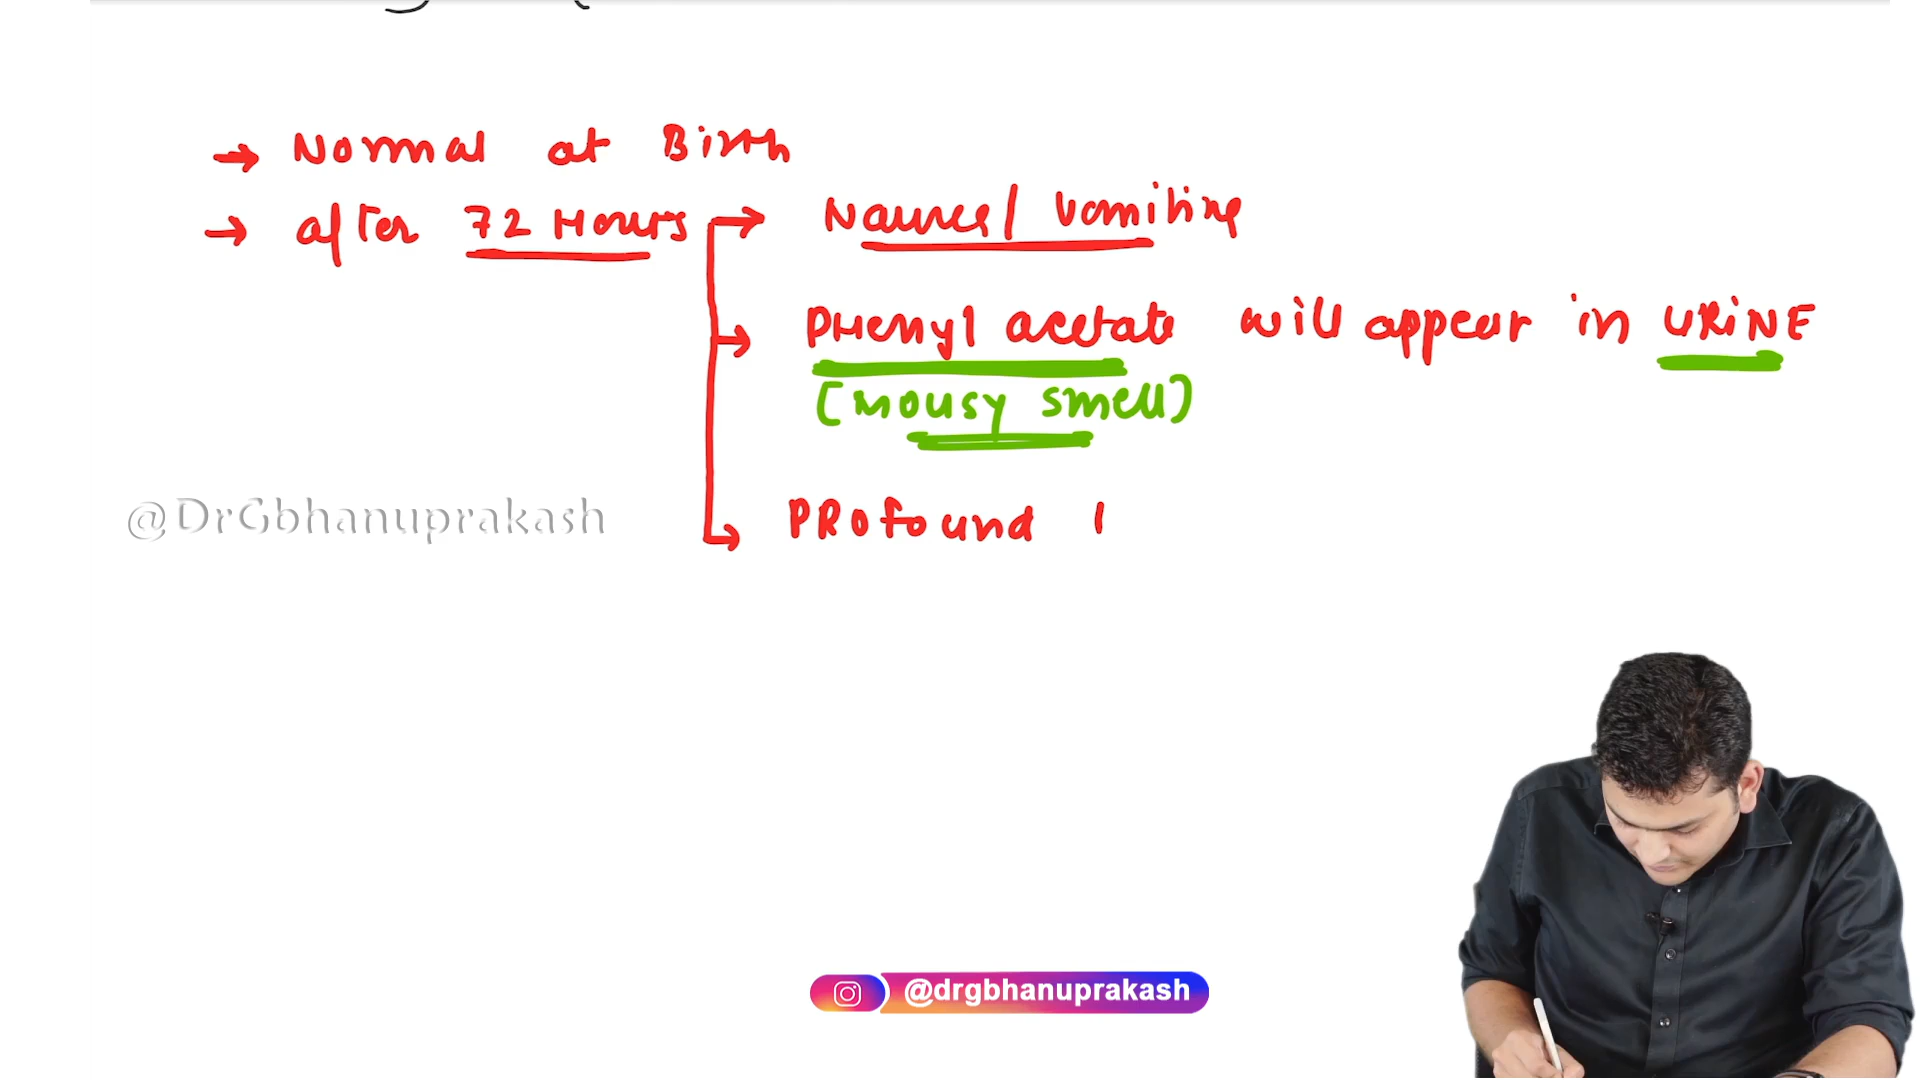 → Normal at Birth
→ after 72 Hours → Nausea/ Vomiting
→ PHenyl acetate will appear in URiNE
(mousy smell)
@DrGbhanuprakash
→ PROfound
@drgbhanuprakash